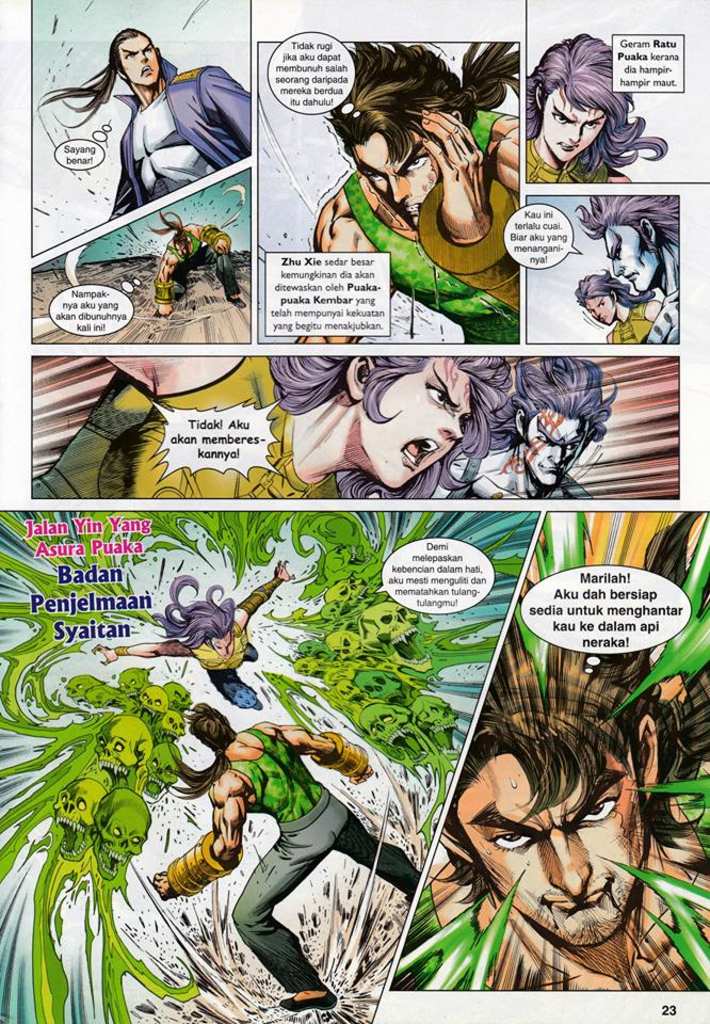 Sayang
benar!
Nampak-
nya aku yang
akan dibunuhnya
kali ini!
Tidak rugi
jika aku dapat
membunuh salah
seorang daripada
mereka berdua
itu dahulu!
Zhu Xie sedar besar
kemungkinan dia akan
ditewaskan oleh Puaka-
puaka Kembar yang
telah mempunyai kekuatan
yang begitu menakjubkan.
Geram Ratu
Puaka kerana
dia hampir-
hampir maut.
Kau ini
terlalu cuai.
Biar aku yang
menangani-
nya!
Tidak! Aku
akan memberes-
kannya!
Jalan Yin Yang
Asura Puaka
Badan
Penjelmaan
Syaitan
Demi
melepaskan
kebencian dalam hati,
aku mesti menguliti dan
mematahkan tulang-
tulangmu!
Marilah!
Aku dah bersiap
sedia untuk menghantar
kau ke dalam api
neraka!
23